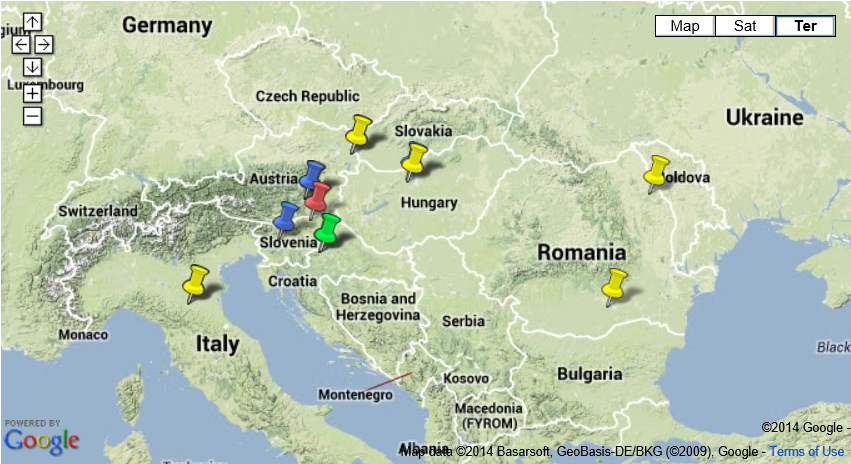 Germany
Map
Sat
Ter
gium
Luxembourg
Czech Republic
Ukraine
Slovakia
Austria
Moldova
Switzerland
Hungary
Slovenia
Romania
Croatia
Bosnia and
Herzegovina
Serbia
Monaco
Italy
Black
Kosovo
Bulgaria
Montenegro
Macedonia
(FYROM)
©2014 Google -
POWERED BY
Google
Albania
Map data ©2014 Basarsoft, GeoBasis-DE/BKG (©2009), Google - Terms of Use